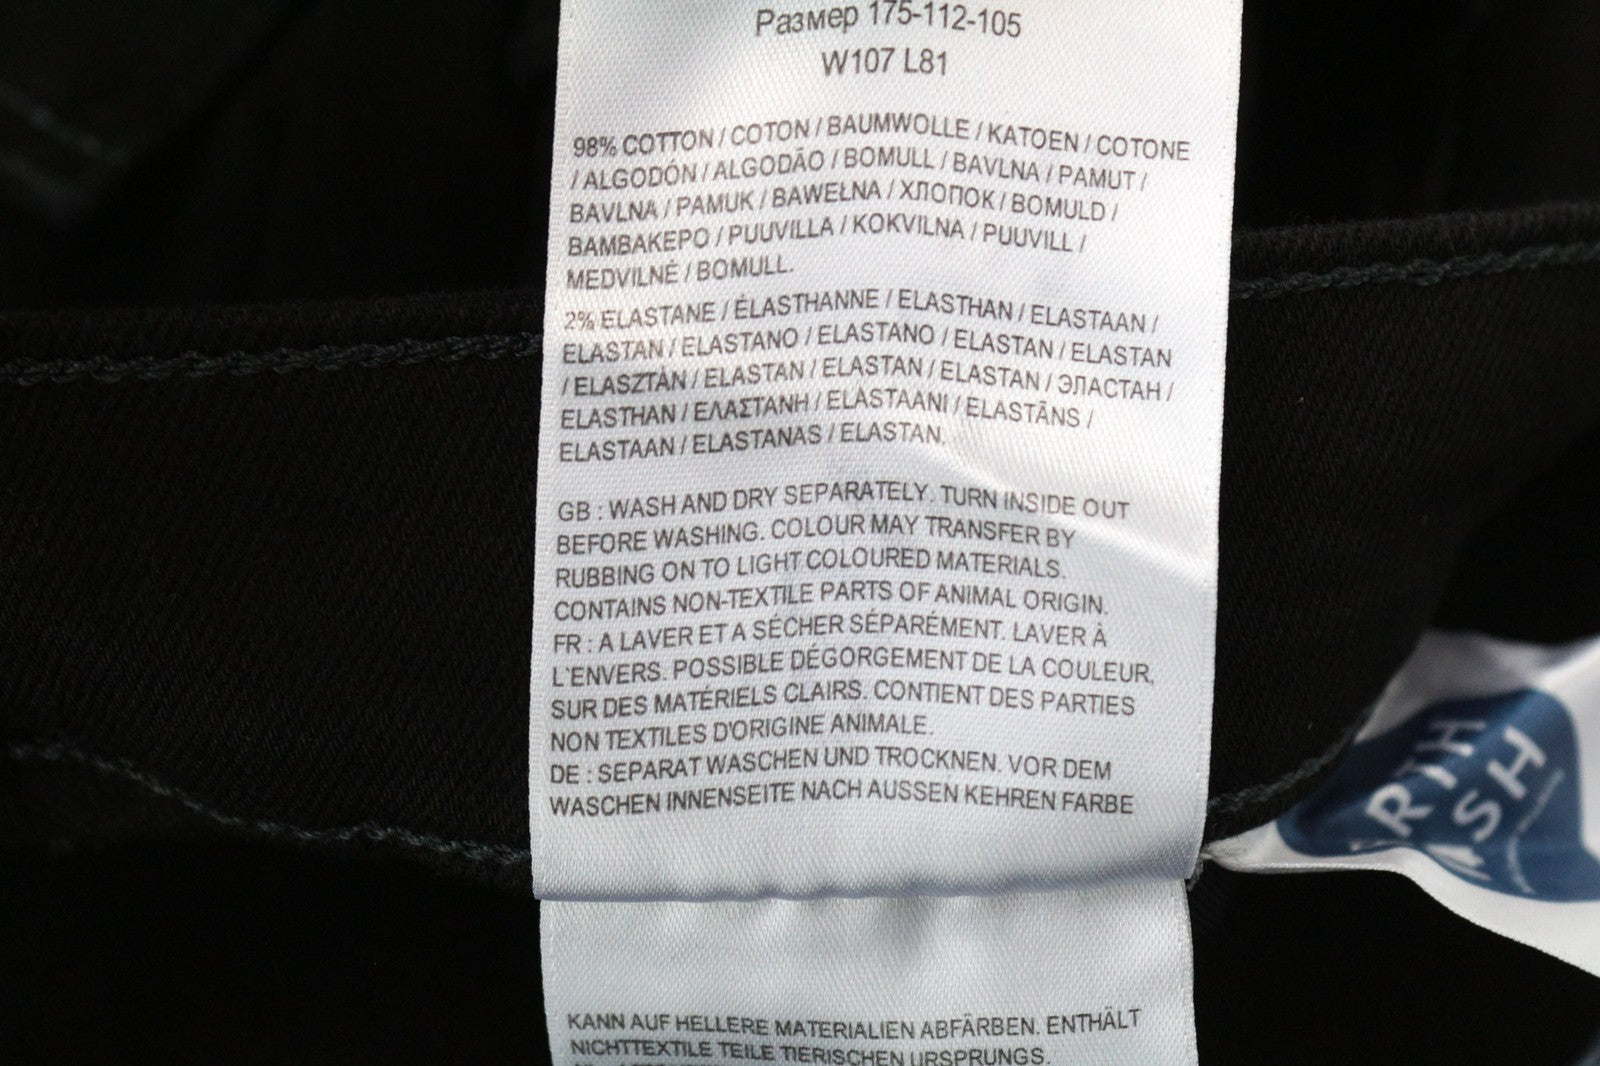 Размер 175-112-105
W107 L81
98% COTTON / COTON / BAUMWOLLE / KATOEN / COTONE
/ ALGODÓN / ALGODÃO / BOMULL / BAVLNA / PAMUT /
BAVLNA / PAMUK / BAWEŁNA / ХЛОПОК / BOMULD /
ΒΑΜΒΑΚΕΡΟ / PUUVILLA / KOKVILNA / PUUVILL /
MEDVILNĖ / BOMULL.
2% ELASTANE / ÉLASTHANNE / ELASTHAN / ELASTAAN /
ELASTAN / ELASTANO / ELASTANO / ELASTAN / ELASTAN
/ ELASZTÁN / ELASTAN / ELASTAN / ELASTAN / ЭЛАСТАН /
ELASTHAN / ΕΛΑΣΤΑΝΗ / ELASTAANI / ELASTĀNS /
ELASTAAN / ELASTANAS / ELASTAN.
GB : WASH AND DRY SEPARATELY. TURN INSIDE OUT
BEFORE WASHING. COLOUR MAY TRANSFER BY
RUBBING ON TO LIGHT COLOURED MATERIALS.
CONTAINS NON-TEXTILE PARTS OF ANIMAL ORIGIN.
FR : A LAVER ET A SÉCHER SÉPARÉMENT. LAVER À
L'ENVERS. POSSIBLE DÉGORGEMENT DE LA COULEUR,
SUR DES MATÉRIELS CLAIRS. CONTIENT DES PARTIES
NON TEXTILES D'ORIGINE ANIMALE.
DE : SEPARAT WASCHEN UND TROCKNEN. VOR DEM
WASCHEN INNENSEITE NACH AUSSEN KEHREN FARBE
KANN AUF HELLERE MATERIALIEN ABFÄRBEN. ENTHÄLT
NICHTTEXTILE TEILE TIERISCHEN URSPRUNGS.